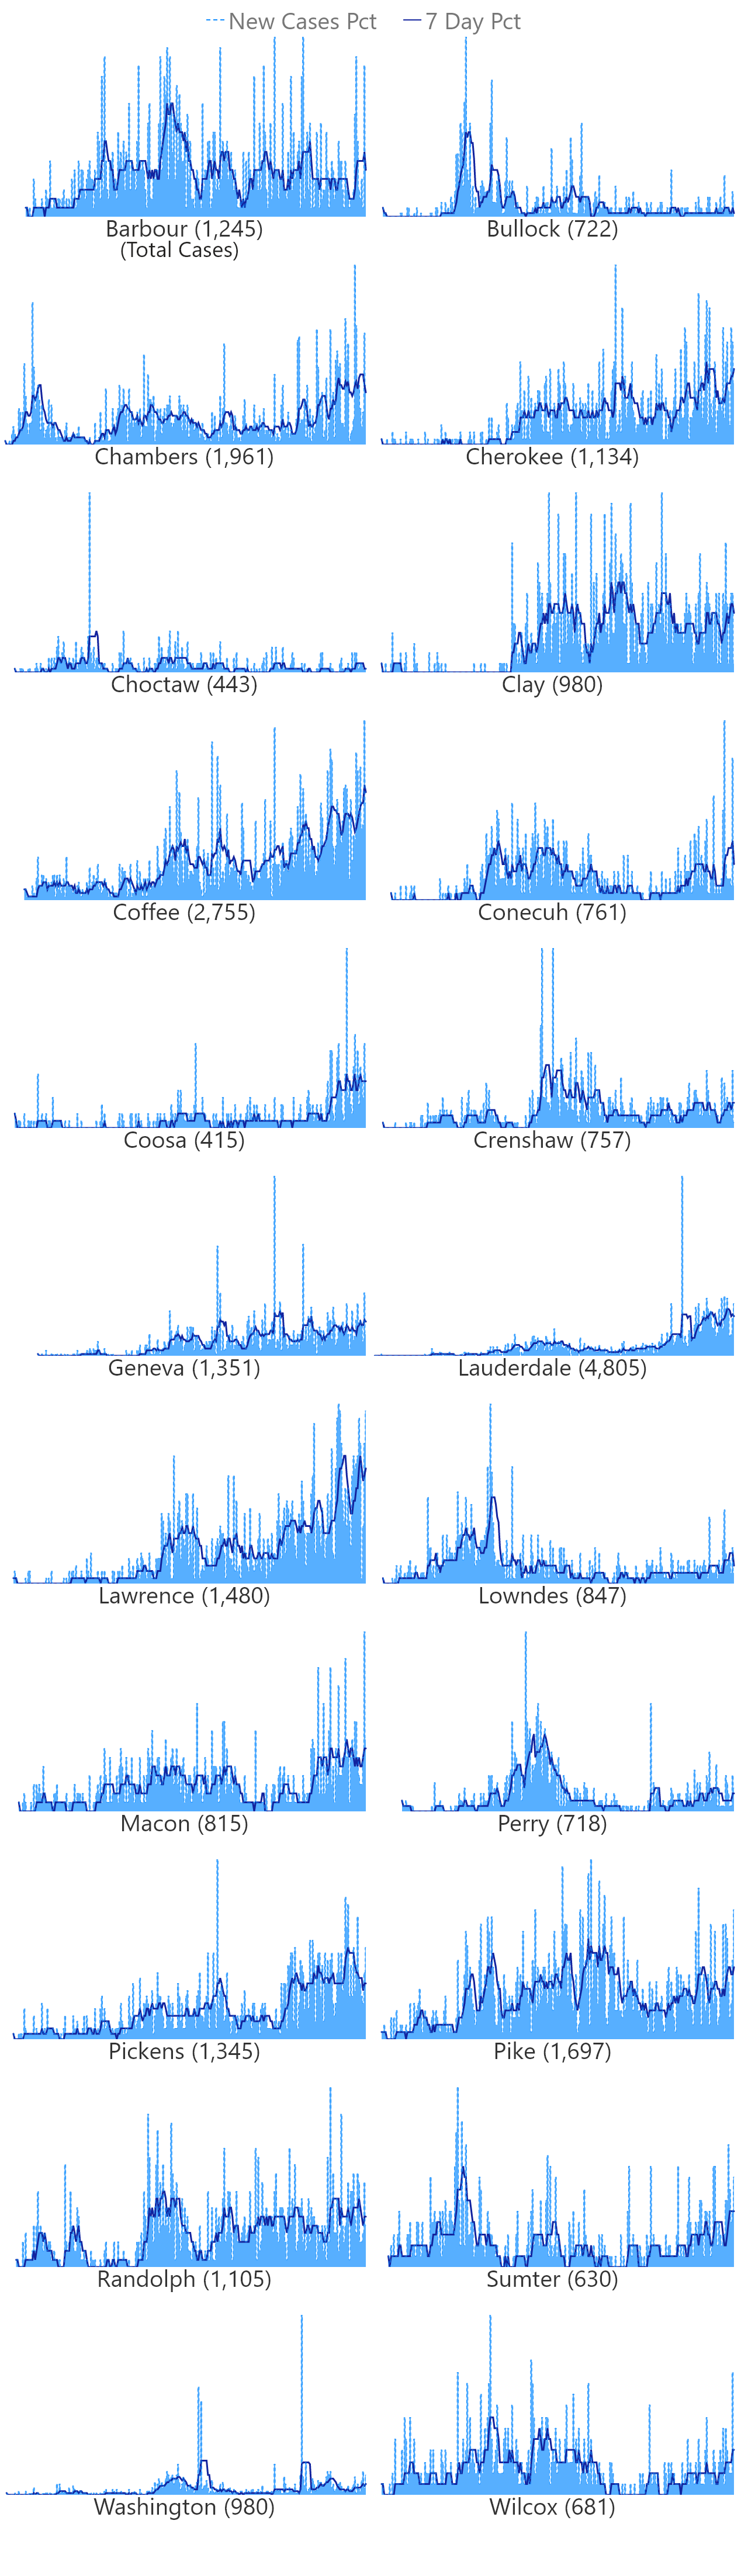 New Cases Pct 7 Day Pct
Barbour (1,245) Bullock (722)
(Total Cases)
Chambers (1,961) Cherokee (1,134)
Choctaw (443) Clay (980)
Coffee (2,755) Conecuh (761)
Coosa (415) Crenshaw (757)
Geneva (1,351) Lauderdale (4,805)
Lawrence (1,480) Lowndes (847)
Macon (815) Perry (718)
Pickens (1,345) Pike (1,697)
Randolph (1,105) Sumter (630)
Washington (980) Wilcox (681)